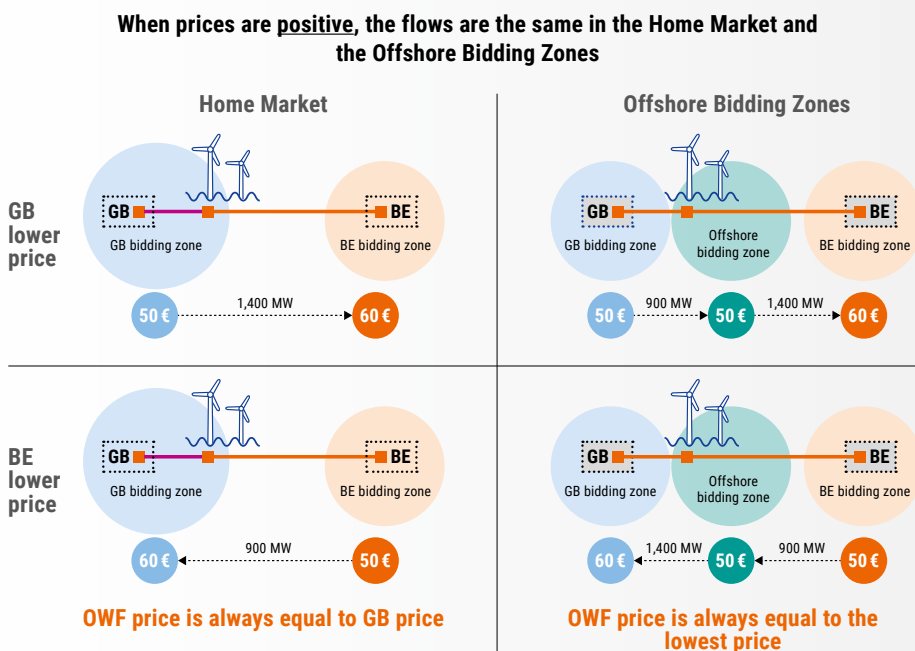 When prices are positive, the flows are the same in the Home Market and
the Offshore Bidding Zones
Home Market
Offshore Bidding Zones
GB
lower
price
GB
BE
GB bidding zone
BE bidding zone
50 €
1,400 MW
60 €
GB
BE
GB bidding zone
Offshore
bidding zone
BE bidding zone
50 €
900 MW
50 €
1,400 MW
60 €
BE
lower
price
GB
BE
GB bidding zone
BE bidding zone
60 €
900 MW
50 €
OWF price is always equal to GB price
GB
BE
GB bidding zone
Offshore
bidding zone
BE bidding zone
60 €
1,400 MW
50 €
900 MW
50 €
OWF price is always equal to the
lowest price